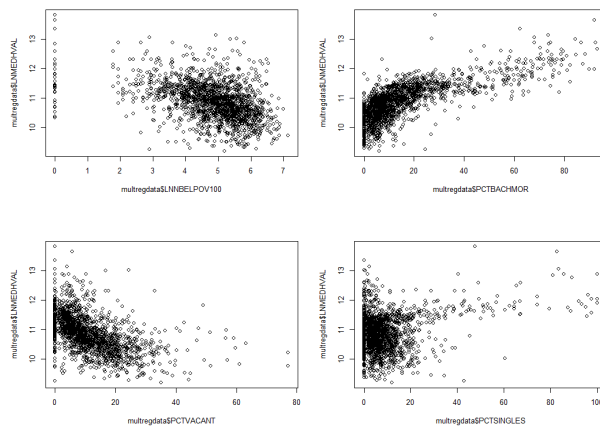 multregdata$LNMEDHVAL
13
12
11
10
0 1 2 3 4 5 6 7
multregdata$LNNBELPOV100
multregdata$LNMEDHVAL
13
12
11
10
0 20 40 60 80
multregdata$PCTBACHMOR
multregdata$LNMEDHVAL
13
12
11
10
0 20 40 60 80
multregdata$PCTVACANT
multregdata$LNMEDHVAL
13
12
11
10
0 20 40 60 80 100
multregdata$PCTSINGLES